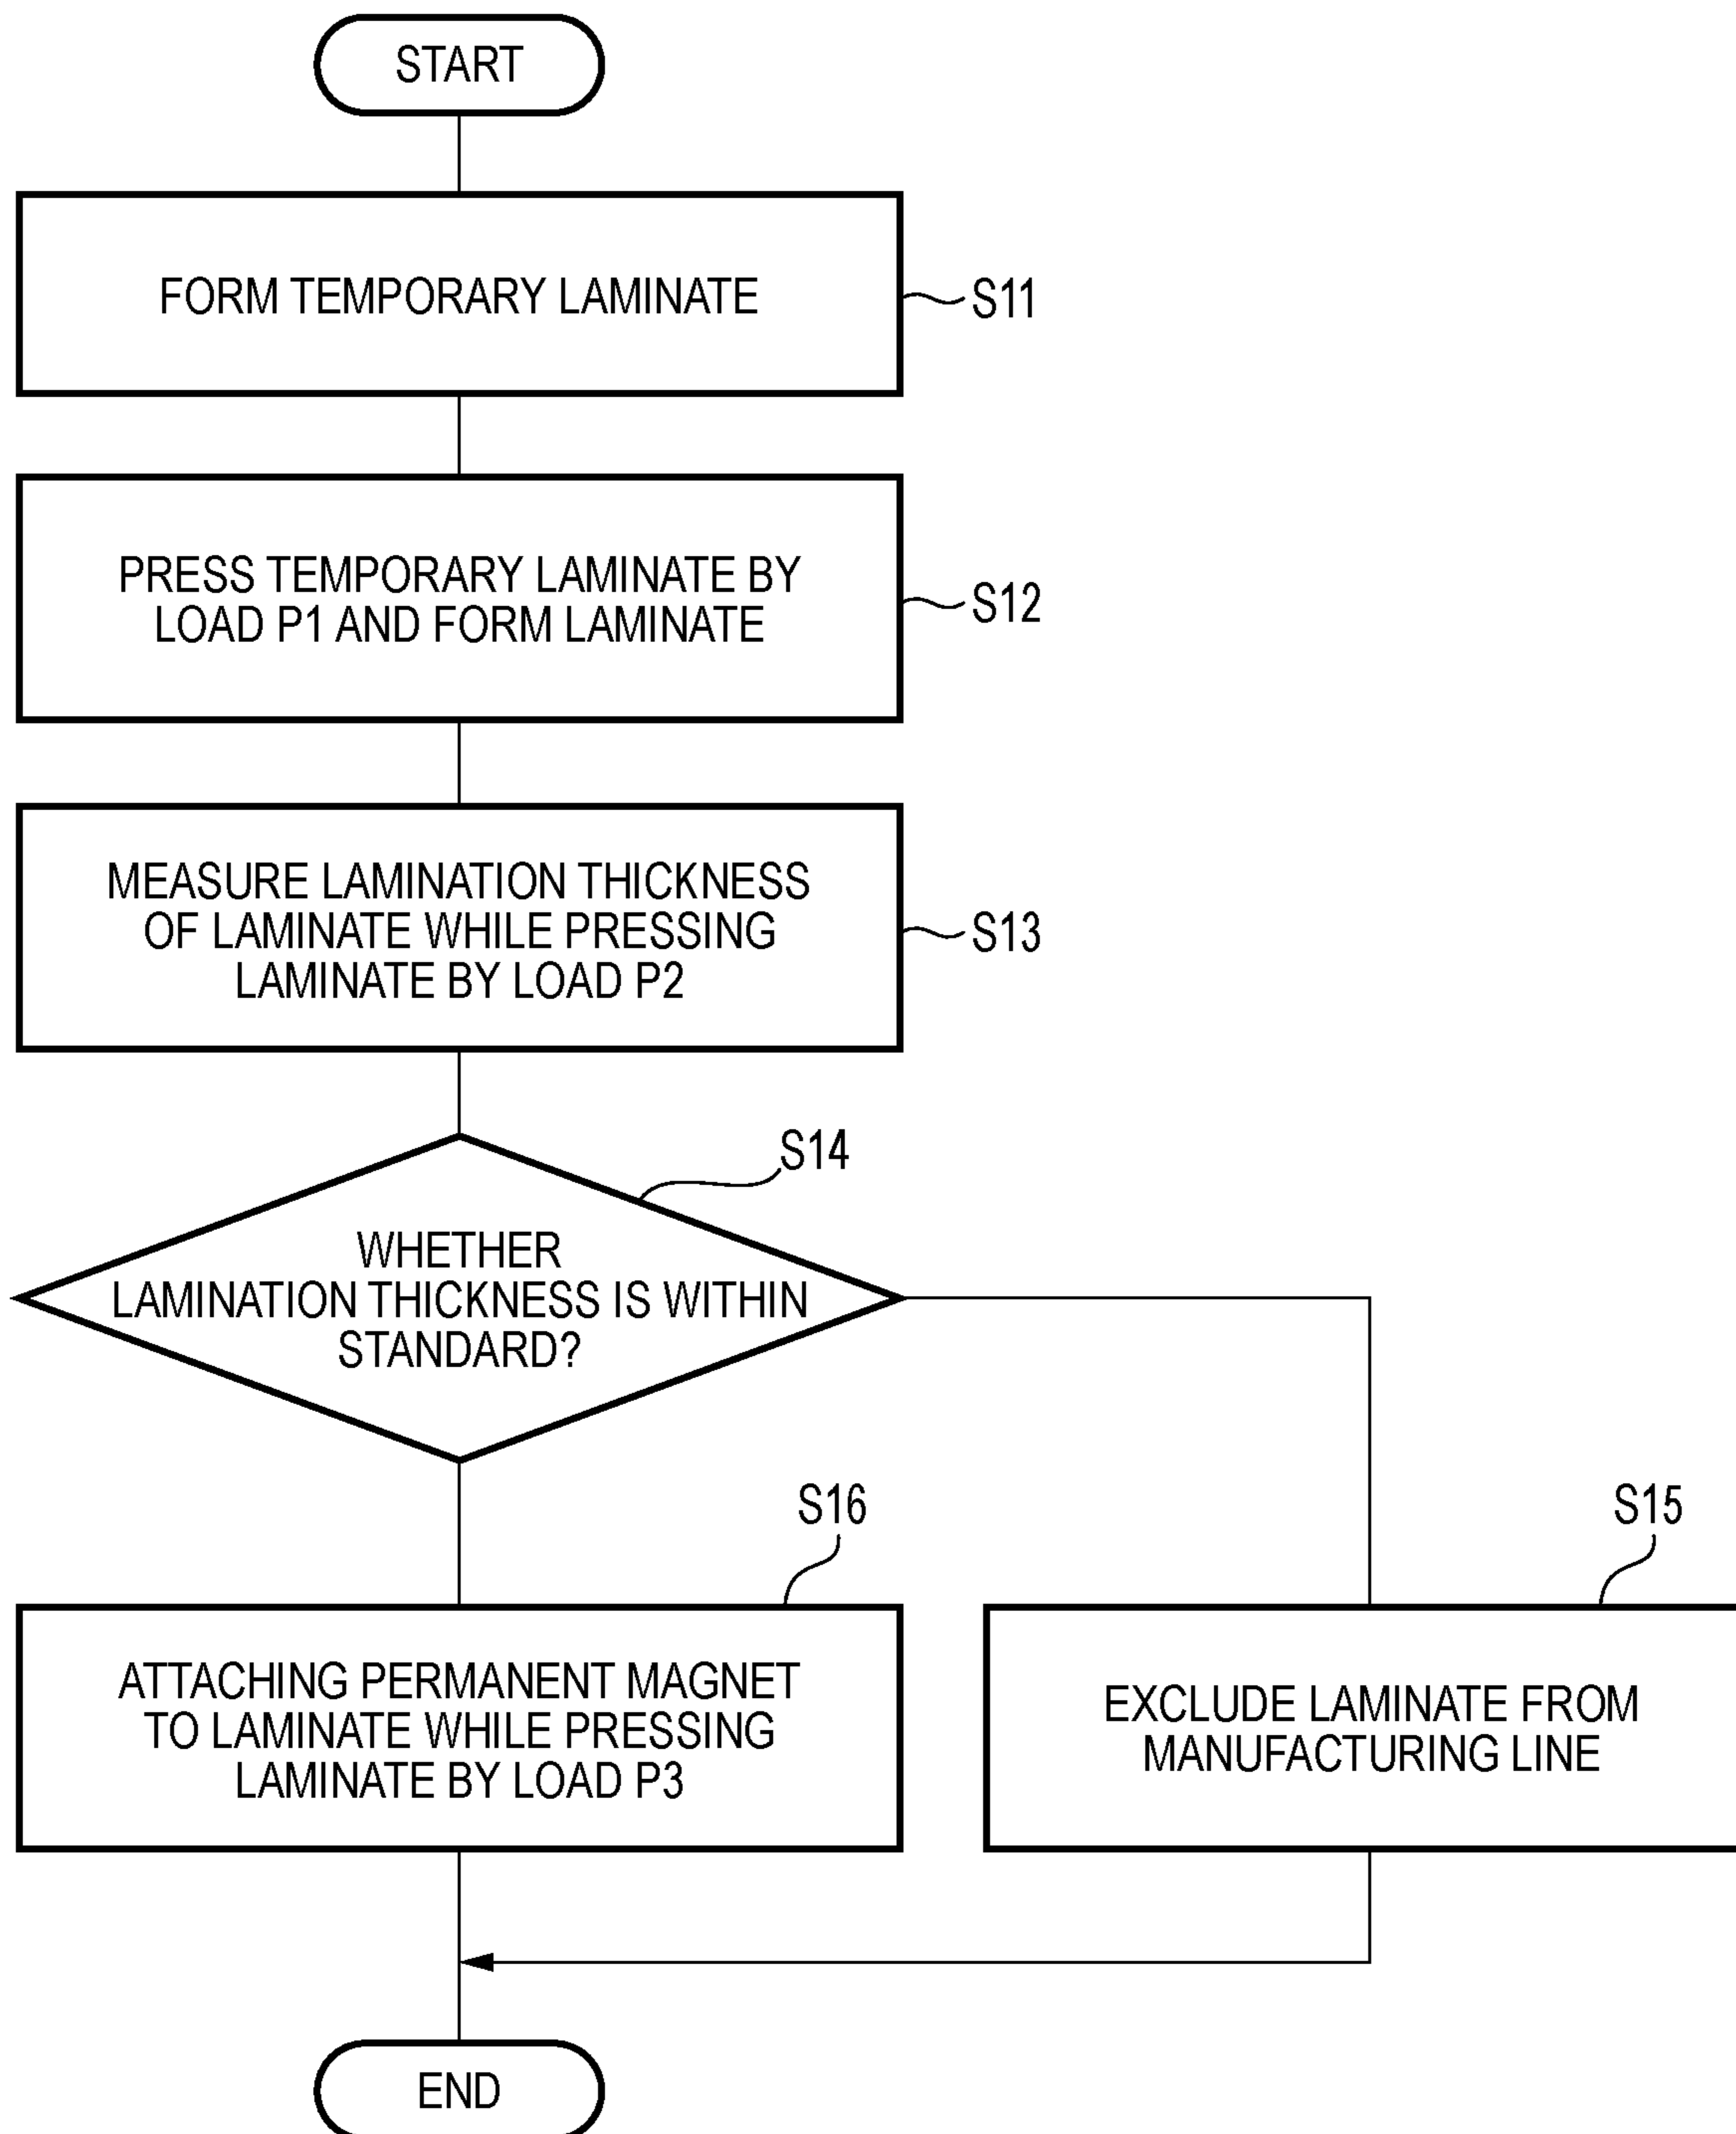 START
FORM TEMPORARY LAMINATE
S11
PRESS TEMPORARY LAMINATE BY
LOAD P1 AND FORM LAMINATE
S12
MEASURE LAMINATION THICKNESS
OF LAMINATE WHILE PRESSING
LAMINATE BY LOAD P2
S13
S14
WHETHER
LAMINATION THICKNESS IS WITHIN
STANDARD?
S16
ATTACHING PERMANENT MAGNET
TO LAMINATE WHILE PRESSING
LAMINATE BY LOAD P3
S15
EXCLUDE LAMINATE FROM
MANUFACTURING LINE
END